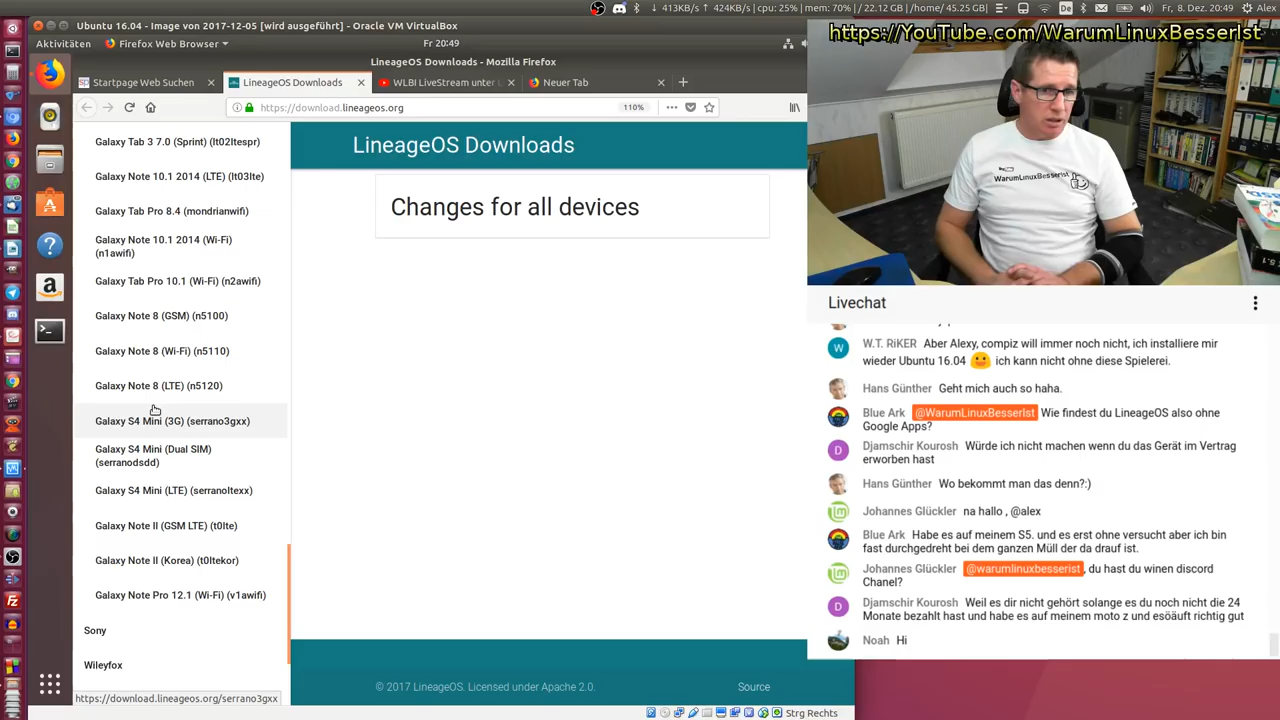 413KB/s 424KB/s cpu: 25% mem: 70% / 22.12 GB /home/45.25 GB De Fr, 8. Dez, 20:49 Alex
Ubuntu 16.04 - Image von 2017-12-05 [wird ausgeführt] - Oracle VM VirtualBox
Aktivitäten Firefox Web Browser Fr 20:49
LineageOS Downloads - Mozilla Firefox
Startpage Web Suchen LineageOS Downloads WLBI LiveStream unter L Neuer Tab
https://download.lineageos.org 110%
Galaxy Tab 3 7.0 (Sprint) (lt02ltespr)
Galaxy Note 10.1 2014 (LTE) (lt03lte)
Galaxy Tab Pro 8.4 (mondrianwifi)
Galaxy Note 10.1 2014 (Wi-Fi)
(n1awifi)
Galaxy Tab Pro 10.1 (Wi-Fi) (n2awifi)
Galaxy Note 8 (GSM) (n5100)
Galaxy Note 8 (Wi-Fi) (n5110)
Galaxy Note 8 (LTE) (n5120)
Galaxy S4 Mini (3G) (serrano3gxx)
Galaxy S4 Mini (Dual SIM)
(serranodsdd)
Galaxy S4 Mini (LTE) (serranoltexx)
Galaxy Note II (GSM LTE) (t0lte)
Galaxy Note II (Korea) (t0ltekor)
Galaxy Note Pro 12.1 (Wi-Fi) (v1awifi)
Sony
Wileyfox
https://download.lineageos.org/serrano3gxx
LineageOS Downloads
Changes for all devices
© 2017 LineageOS. Licensed under Apache 2.0. Source
Strg Rechts
https://YouTube.com/WarumLinuxBesserIst
WarumLinuxBesserIst
Livechat
W.T. RiKER Aber Alexy, compiz will immer noch nicht, ich installiere mir
wieder Ubuntu 16.04 ich kann nicht ohne diese Spielerei.
Hans Günther Geht mich auch so haha.
Blue Ark @WarumLinuxBesserIst Wie findest du LineageOS also ohne
Google Apps?
Djamschir Kourosh Würde ich nicht machen wenn du das Gerät im Vertrag
erworben hast
Hans Günther Wo bekommt man das denn?:)
Johannes Glückler na hallo , @alex
Blue Ark Habe es auf meinem S5. und es erst ohne versucht aber ich bin
fast durchgedreht bei dem ganzen Müll der da drauf ist.
Johannes Glückler @warumlinuxbesserist, du hast du winen discord
Chanel?
Djamschir Kourosh Weil es dir nicht gehört solange es du noch nicht die 24
Monate bezahlt hast und habe es auf meinem moto z und esöäuft richtig gut
Noah Hi